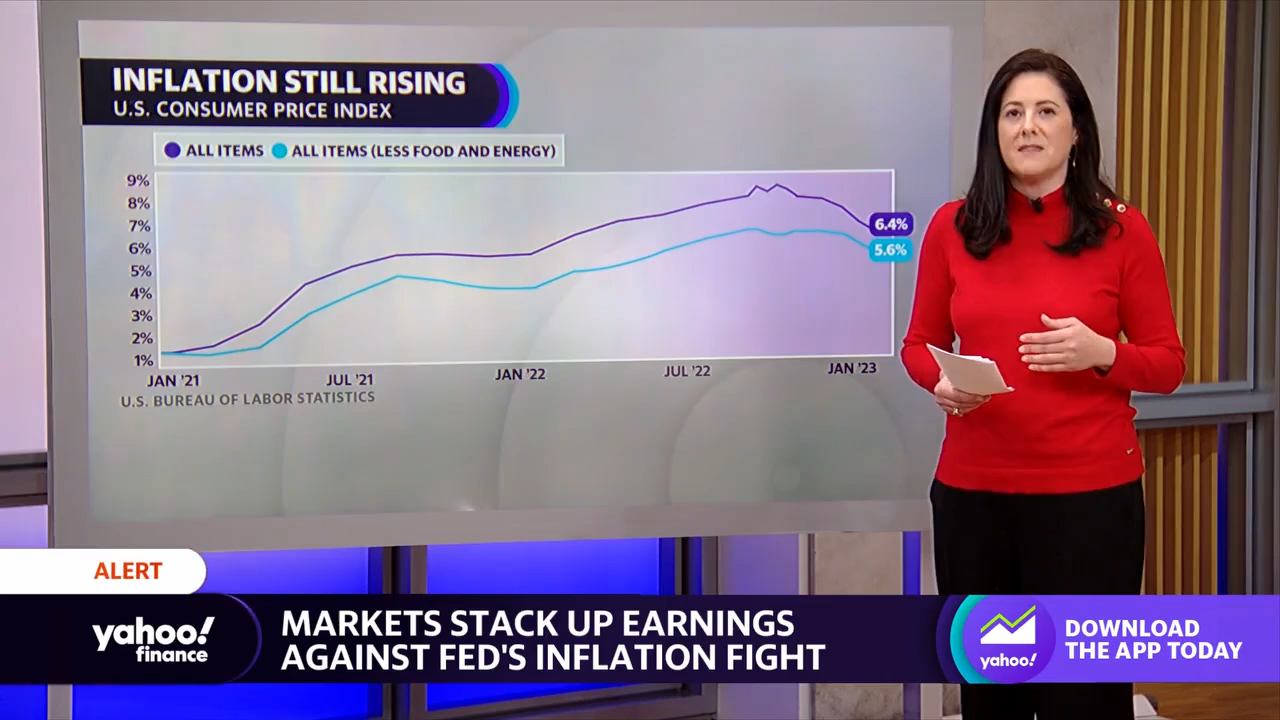 INFLATION STILL RISING
U.S. CONSUMER PRICE INDEX
ALL ITEMS ALL ITEMS (LESS FOOD AND ENERGY)
9%
8%
7%
6%
5%
4%
3%
2%
1%
6.4%
5.6%
JAN '21 JUL '21 JAN '22 JUL '22 JAN '23
U.S. BUREAU OF LABOR STATISTICS
ALERT
yahoo!
finance
MARKETS STACK UP EARNINGS
AGAINST FED'S INFLATION FIGHT
yahoo!
DOWNLOAD
THE APP TODAY